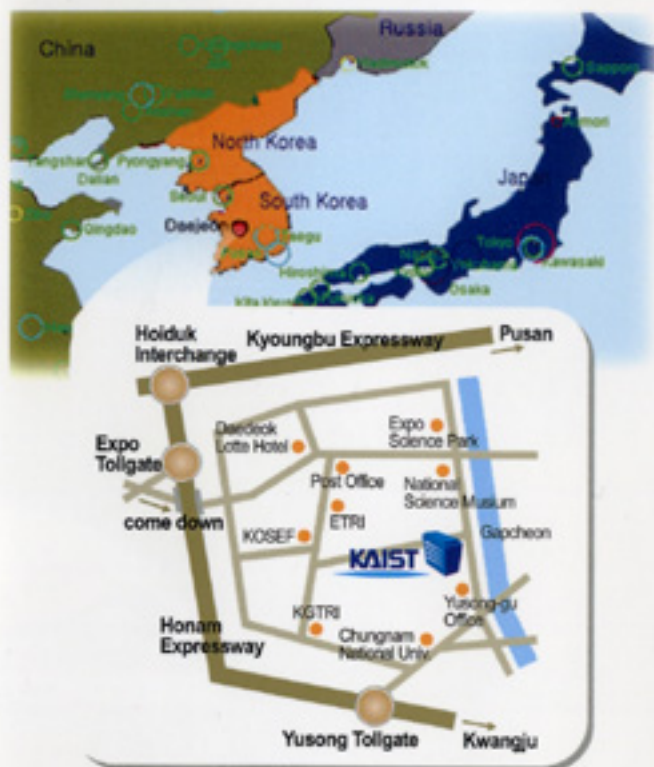 China
Russia
Sapporo
North Korea
Pyongyang
Dalian
Seoul
South Korea
Japan
Daejeon
Qingdao
Tokyo
Hiroshima
Kawasaki
Osaka
Hoiduk
Interchange
Kyoungbu Expressway
Pusan
Daedeok
Lotte Hotel
Expo
Science Park
Expo
Tollgate
Post Office
National
Science Musium
come down
ETRI
KOSEF
Gapcheon
KAIST
Yusong-gu
Office
KGTRI
Honam
Expressway
Chungnam
National Univ.
Yusong Tollgate
Kwangju